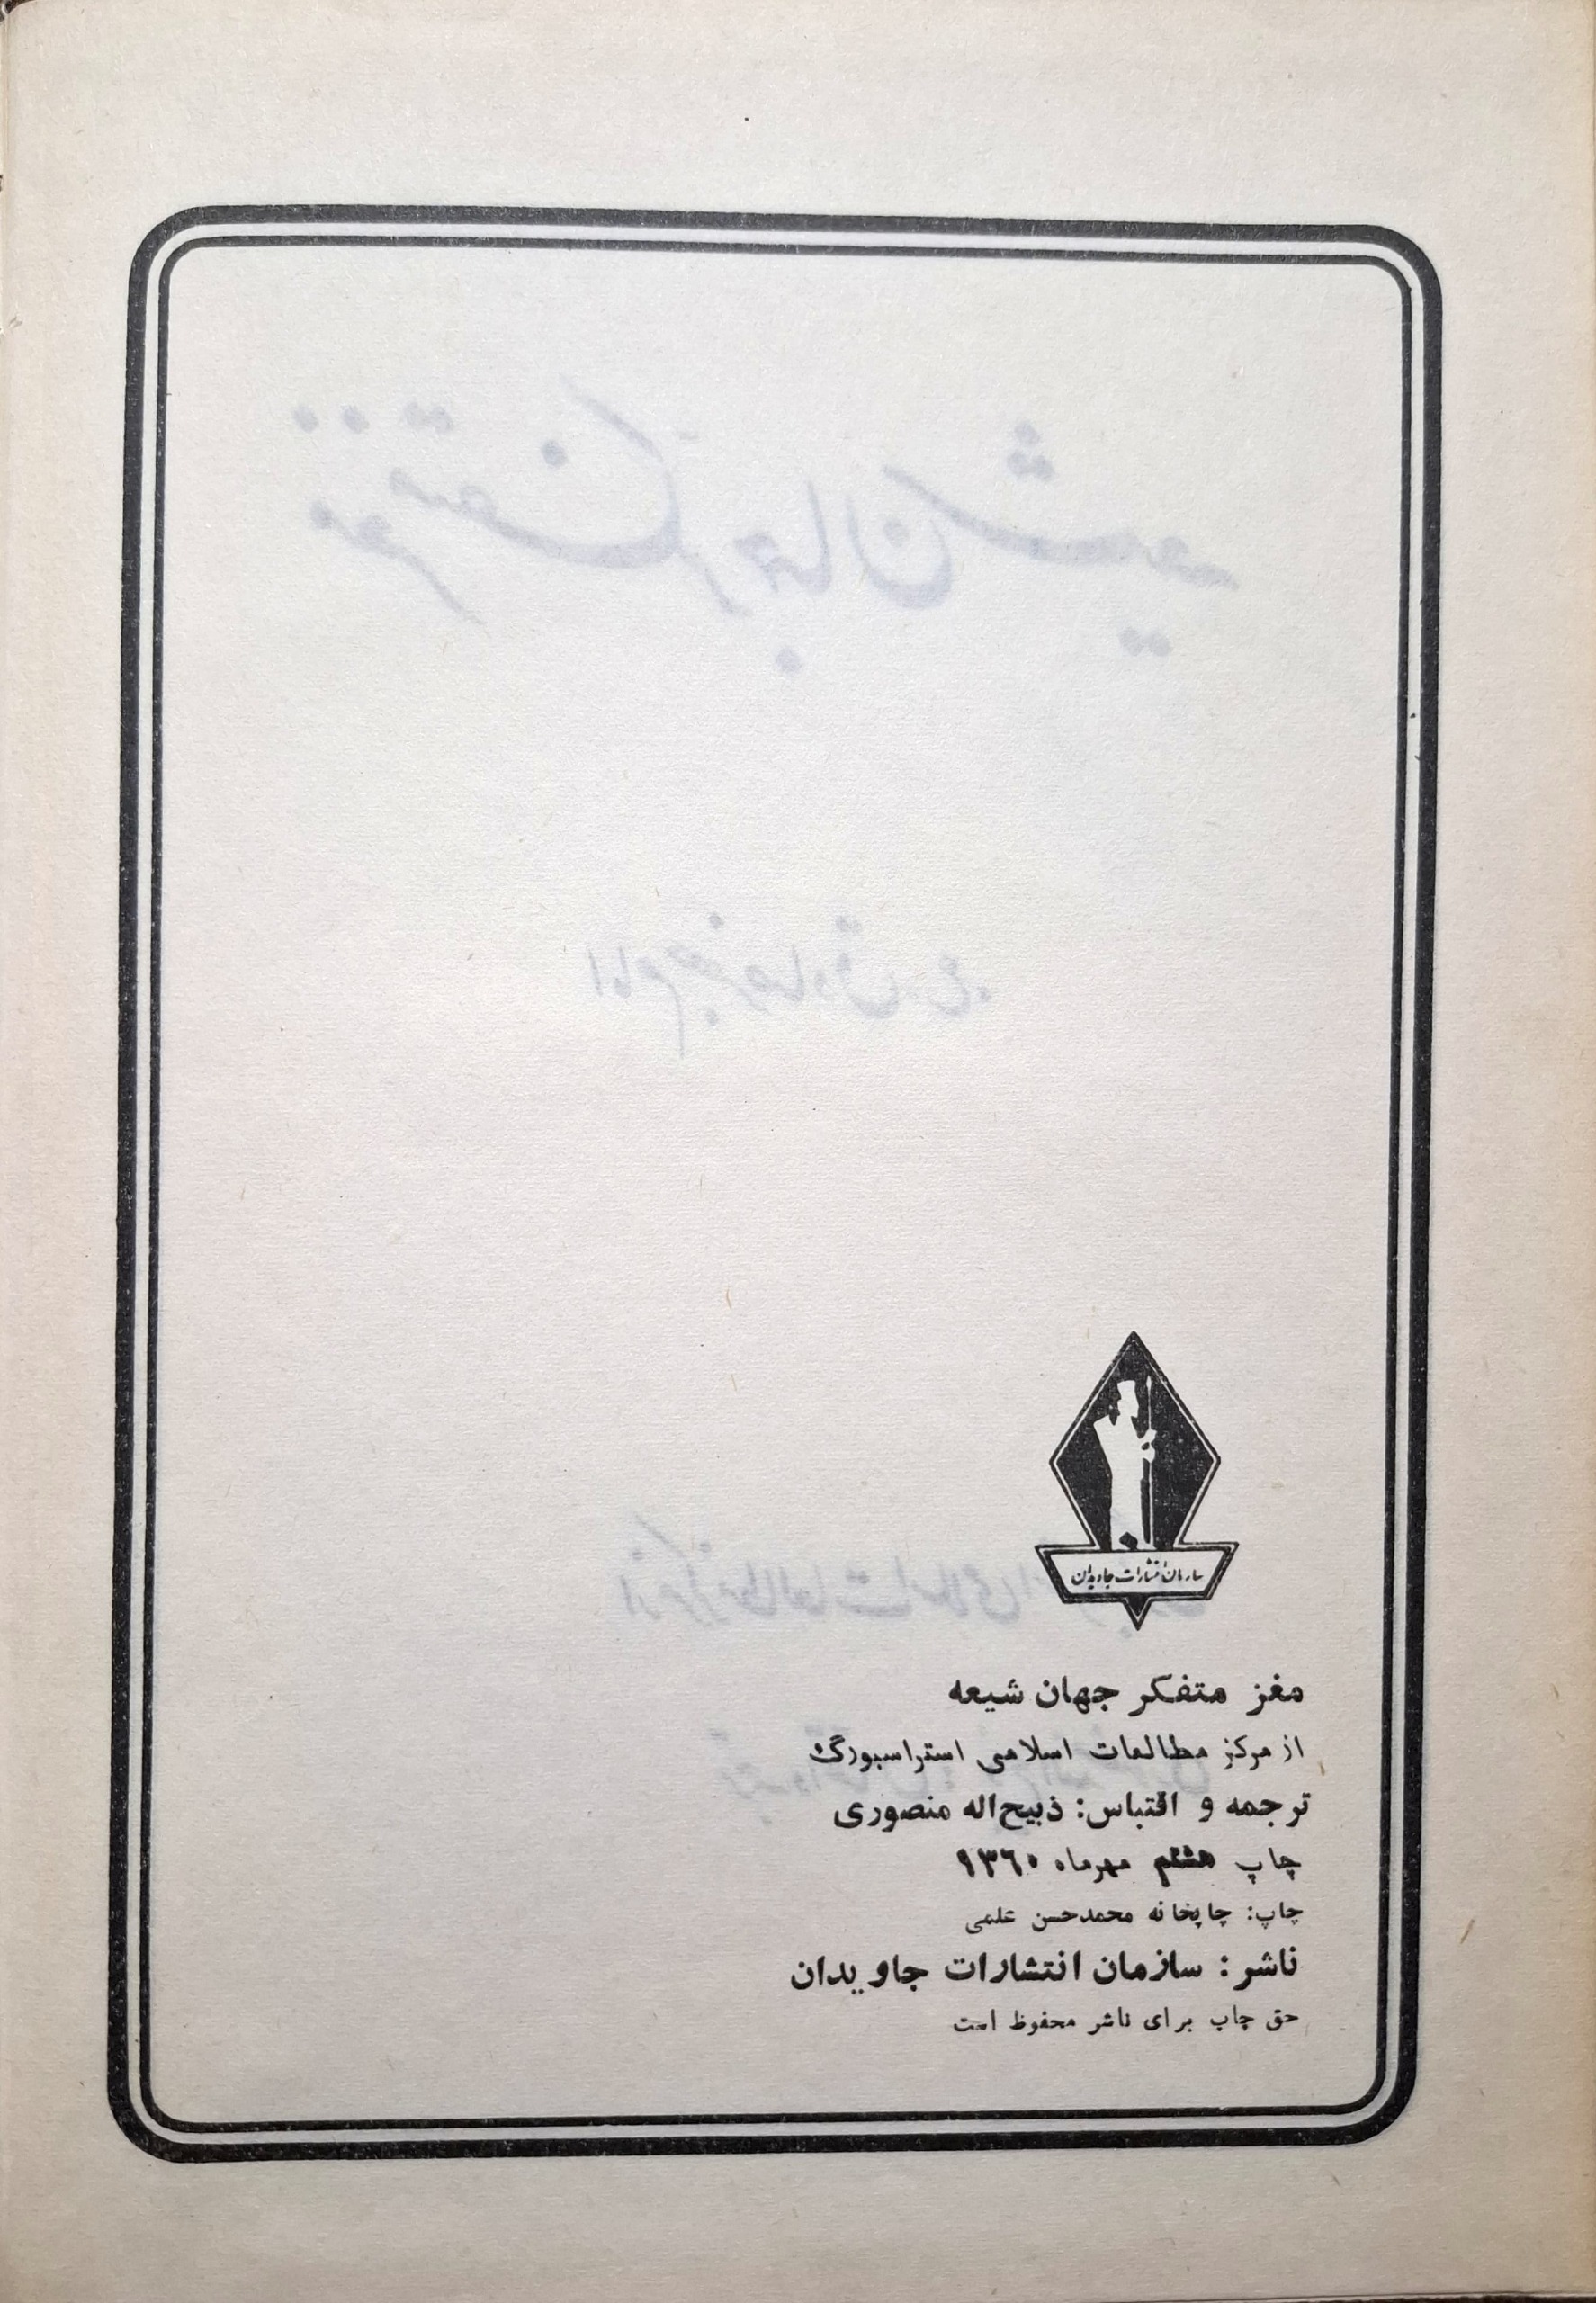 سازمان انتشارات جاویدان
مغز متفکر جهان شیعه
از مرکز مطالعات اسلامی استراسبورگ
ترجمه و اقتباس: ذبیح‌اله منصوری
چاپ هشتم مهرماه ۱۳۶۰
چاپ: چاپخانه محمدحسن علمی
ناشر: سازمان انتشارات جاویدان
حق چاپ برای ناشر محفوظ است